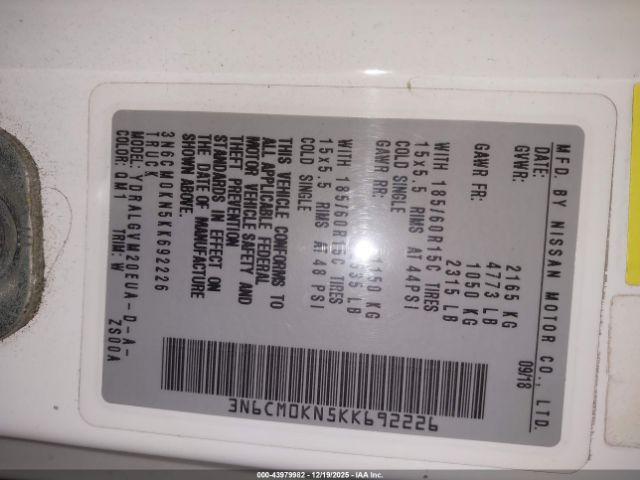 MFD. BY NISSAN MOTOR CO., LTD.
DATE: 09/18
GVWR: 2165 KG
4773 LB
GAWR FR: 1050 KG
2315 LB
WITH 185/60R15C TIRES
15x5.5 RIMS AT 44PSI
COLD SINGLE
GAWR RR: 1150 KG
535 LB
WITH 185/60R15C TIRES
15x5.5 RIMS AT 48 PSI
COLD SINGLE
THIS VEHICLE CONFORMS TO
ALL APPLICABLE FEDERAL
MOTOR VEHICLE SAFETY AND
THEFT PREVENTION
STANDARDS IN EFFECT ON
THE DATE OF MANUFACTURE
SHOWN ABOVE.
3N6CM0KN5KK692226
TRUCK
MODEL: YDRALGVM20EUA-D-A-
ZS00A
COLOR: QM1 TRIM: W
3N6CM0KN5KK692226
000-43979982 - 12/19/2025 - IAA Inc.